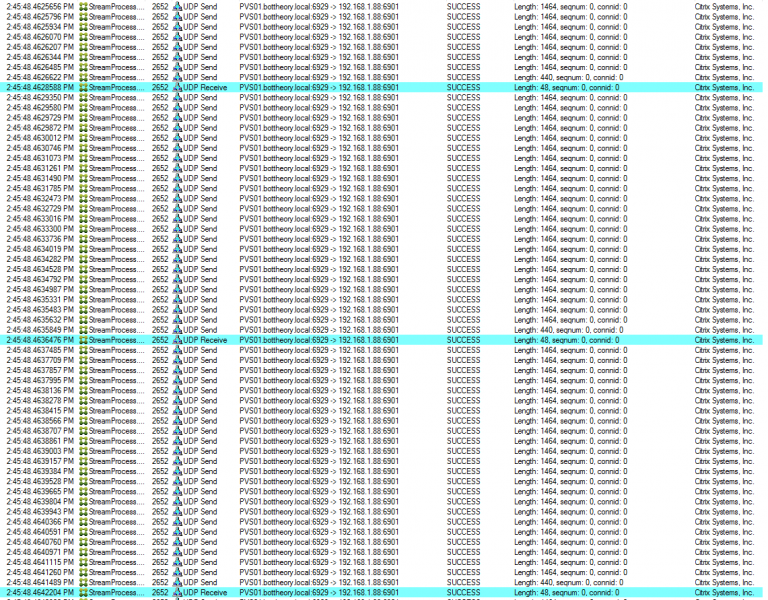 2:45:48.4625656 PM StreamProcess.... 2652 UDP Send PVS01.bottheory.local:6929 -> 192.168.1.88:6901 SUCCESS Length: 1464, seqnum: 0, connid: 0 Citrix Systems, Inc.
2:45:48.4625796 PM StreamProcess.... 2652 UDP Send PVS01.bottheory.local:6929 -> 192.168.1.88:6901 SUCCESS Length: 1464, seqnum: 0, connid: 0 Citrix Systems, Inc.
2:45:48.4625934 PM StreamProcess.... 2652 UDP Send PVS01.bottheory.local:6929 -> 192.168.1.88:6901 SUCCESS Length: 1464, seqnum: 0, connid: 0 Citrix Systems, Inc.
2:45:48.4626070 PM StreamProcess.... 2652 UDP Send PVS01.bottheory.local:6929 -> 192.168.1.88:6901 SUCCESS Length: 1464, seqnum: 0, connid: 0 Citrix Systems, Inc.
2:45:48.4626207 PM StreamProcess.... 2652 UDP Send PVS01.bottheory.local:6929 -> 192.168.1.88:6901 SUCCESS Length: 1464, seqnum: 0, connid: 0 Citrix Systems, Inc.
2:45:48.4626344 PM StreamProcess.... 2652 UDP Send PVS01.bottheory.local:6929 -> 192.168.1.88:6901 SUCCESS Length: 1464, seqnum: 0, connid: 0 Citrix Systems, Inc.
2:45:48.4626485 PM StreamProcess.... 2652 UDP Send PVS01.bottheory.local:6929 -> 192.168.1.88:6901 SUCCESS Length: 1464, seqnum: 0, connid: 0 Citrix Systems, Inc.
2:45:48.4626622 PM StreamProcess.... 2652 UDP Send PVS01.bottheory.local:6929 -> 192.168.1.88:6901 SUCCESS Length: 440, seqnum: 0, connid: 0 Citrix Systems, Inc.
2:45:48.4628588 PM StreamProcess.... 2652 UDP Receive PVS01.bottheory.local:6929 -> 192.168.1.88:6901 SUCCESS Length: 48, seqnum: 0, connid: 0 Citrix Systems, Inc.
2:45:48.4629350 PM StreamProcess.... 2652 UDP Send PVS01.bottheory.local:6929 -> 192.168.1.88:6901 SUCCESS Length: 1464, seqnum: 0, connid: 0 Citrix Systems, Inc.
2:45:48.4629580 PM StreamProcess.... 2652 UDP Send PVS01.bottheory.local:6929 -> 192.168.1.88:6901 SUCCESS Length: 1464, seqnum: 0, connid: 0 Citrix Systems, Inc.
2:45:48.4629729 PM StreamProcess.... 2652 UDP Send PVS01.bottheory.local:6929 -> 192.168.1.88:6901 SUCCESS Length: 1464, seqnum: 0, connid: 0 Citrix Systems, Inc.
2:45:48.4629872 PM StreamProcess.... 2652 UDP Send PVS01.bottheory.local:6929 -> 192.168.1.88:6901 SUCCESS Length: 1464, seqnum: 0, connid: 0 Citrix Systems, Inc.
2:45:48.4630012 PM StreamProcess.... 2652 UDP Send PVS01.bottheory.local:6929 -> 192.168.1.88:6901 SUCCESS Length: 1464, seqnum: 0, connid: 0 Citrix Systems, Inc.
2:45:48.4630746 PM StreamProcess.... 2652 UDP Send PVS01.bottheory.local:6929 -> 192.168.1.88:6901 SUCCESS Length: 1464, seqnum: 0, connid: 0 Citrix Systems, Inc.
2:45:48.4631073 PM StreamProcess.... 2652 UDP Send PVS01.bottheory.local:6929 -> 192.168.1.88:6901 SUCCESS Length: 1464, seqnum: 0, connid: 0 Citrix Systems, Inc.
2:45:48.4631261 PM StreamProcess.... 2652 UDP Send PVS01.bottheory.local:6929 -> 192.168.1.88:6901 SUCCESS Length: 1464, seqnum: 0, connid: 0 Citrix Systems, Inc.
2:45:48.4631490 PM StreamProcess.... 2652 UDP Send PVS01.bottheory.local:6929 -> 192.168.1.88:6901 SUCCESS Length: 1464, seqnum: 0, connid: 0 Citrix Systems, Inc.
2:45:48.4631785 PM StreamProcess.... 2652 UDP Send PVS01.bottheory.local:6929 -> 192.168.1.88:6901 SUCCESS Length: 1464, seqnum: 0, connid: 0 Citrix Systems, Inc.
2:45:48.4632473 PM StreamProcess.... 2652 UDP Send PVS01.bottheory.local:6929 -> 192.168.1.88:6901 SUCCESS Length: 1464, seqnum: 0, connid: 0 Citrix Systems, Inc.
2:45:48.4632729 PM StreamProcess.... 2652 UDP Send PVS01.bottheory.local:6929 -> 192.168.1.88:6901 SUCCESS Length: 1464, seqnum: 0, connid: 0 Citrix Systems, Inc.
2:45:48.4633016 PM StreamProcess.... 2652 UDP Send PVS01.bottheory.local:6929 -> 192.168.1.88:6901 SUCCESS Length: 1464, seqnum: 0, connid: 0 Citrix Systems, Inc.
2:45:48.4633300 PM StreamProcess.... 2652 UDP Send PVS01.bottheory.local:6929 -> 192.168.1.88:6901 SUCCESS Length: 1464, seqnum: 0, connid: 0 Citrix Systems, Inc.
2:45:48.4633736 PM StreamProcess.... 2652 UDP Send PVS01.bottheory.local:6929 -> 192.168.1.88:6901 SUCCESS Length: 1464, seqnum: 0, connid: 0 Citrix Systems, Inc.
2:45:48.4634019 PM StreamProcess.... 2652 UDP Send PVS01.bottheory.local:6929 -> 192.168.1.88:6901 SUCCESS Length: 1464, seqnum: 0, connid: 0 Citrix Systems, Inc.
2:45:48.4634282 PM StreamProcess.... 2652 UDP Send PVS01.bottheory.local:6929 -> 192.168.1.88:6901 SUCCESS Length: 1464, seqnum: 0, connid: 0 Citrix Systems, Inc.
2:45:48.4634528 PM StreamProcess.... 2652 UDP Send PVS01.bottheory.local:6929 -> 192.168.1.88:6901 SUCCESS Length: 1464, seqnum: 0, connid: 0 Citrix Systems, Inc.
2:45:48.4634792 PM StreamProcess.... 2652 UDP Send PVS01.bottheory.local:6929 -> 192.168.1.88:6901 SUCCESS Length: 1464, seqnum: 0, connid: 0 Citrix Systems, Inc.
2:45:48.4634987 PM StreamProcess.... 2652 UDP Send PVS01.bottheory.local:6929 -> 192.168.1.88:6901 SUCCESS Length: 1464, seqnum: 0, connid: 0 Citrix Systems, Inc.
2:45:48.4635331 PM StreamProcess.... 2652 UDP Send PVS01.bottheory.local:6929 -> 192.168.1.88:6901 SUCCESS Length: 1464, seqnum: 0, connid: 0 Citrix Systems, Inc.
2:45:48.4635483 PM StreamProcess.... 2652 UDP Send PVS01.bottheory.local:6929 -> 192.168.1.88:6901 SUCCESS Length: 1464, seqnum: 0, connid: 0 Citrix Systems, Inc.
2:45:48.4635632 PM StreamProcess.... 2652 UDP Send PVS01.bottheory.local:6929 -> 192.168.1.88:6901 SUCCESS Length: 1464, seqnum: 0, connid: 0 Citrix Systems, Inc.
2:45:48.4635849 PM StreamProcess.... 2652 UDP Send PVS01.bottheory.local:6929 -> 192.168.1.88:6901 SUCCESS Length: 440, seqnum: 0, connid: 0 Citrix Systems, Inc.
2:45:48.4636476 PM StreamProcess.... 2652 UDP Receive PVS01.bottheory.local:6929 -> 192.168.1.88:6901 SUCCESS Length: 48, seqnum: 0, connid: 0 Citrix Systems, Inc.
2:45:48.4637485 PM StreamProcess.... 2652 UDP Send PVS01.bottheory.local:6929 -> 192.168.1.88:6901 SUCCESS Length: 1464, seqnum: 0, connid: 0 Citrix Systems, Inc.
2:45:48.4637709 PM StreamProcess.... 2652 UDP Send PVS01.bottheory.local:6929 -> 192.168.1.88:6901 SUCCESS Length: 1464, seqnum: 0, connid: 0 Citrix Systems, Inc.
2:45:48.4637857 PM StreamProcess.... 2652 UDP Send PVS01.bottheory.local:6929 -> 192.168.1.88:6901 SUCCESS Length: 1464, seqnum: 0, connid: 0 Citrix Systems, Inc.
2:45:48.4637995 PM StreamProcess.... 2652 UDP Send PVS01.bottheory.local:6929 -> 192.168.1.88:6901 SUCCESS Length: 1464, seqnum: 0, connid: 0 Citrix Systems, Inc.
2:45:48.4638136 PM StreamProcess.... 2652 UDP Send PVS01.bottheory.local:6929 -> 192.168.1.88:6901 SUCCESS Length: 1464, seqnum: 0, connid: 0 Citrix Systems, Inc.
2:45:48.4638278 PM StreamProcess.... 2652 UDP Send PVS01.bottheory.local:6929 -> 192.168.1.88:6901 SUCCESS Length: 1464, seqnum: 0, connid: 0 Citrix Systems, Inc.
2:45:48.4638415 PM StreamProcess.... 2652 UDP Send PVS01.bottheory.local:6929 -> 192.168.1.88:6901 SUCCESS Length: 1464, seqnum: 0, connid: 0 Citrix Systems, Inc.
2:45:48.4638566 PM StreamProcess.... 2652 UDP Send PVS01.bottheory.local:6929 -> 192.168.1.88:6901 SUCCESS Length: 1464, seqnum: 0, connid: 0 Citrix Systems, Inc.
2:45:48.4638707 PM StreamProcess.... 2652 UDP Send PVS01.bottheory.local:6929 -> 192.168.1.88:6901 SUCCESS Length: 1464, seqnum: 0, connid: 0 Citrix Systems, Inc.
2:45:48.4638861 PM StreamProcess.... 2652 UDP Send PVS01.bottheory.local:6929 -> 192.168.1.88:6901 SUCCESS Length: 1464, seqnum: 0, connid: 0 Citrix Systems, Inc.
2:45:48.4639003 PM StreamProcess.... 2652 UDP Send PVS01.bottheory.local:6929 -> 192.168.1.88:6901 SUCCESS Length: 1464, seqnum: 0, connid: 0 Citrix Systems, Inc.
2:45:48.4639157 PM StreamProcess.... 2652 UDP Send PVS01.bottheory.local:6929 -> 192.168.1.88:6901 SUCCESS Length: 1464, seqnum: 0, connid: 0 Citrix Systems, Inc.
2:45:48.4639384 PM StreamProcess.... 2652 UDP Send PVS01.bottheory.local:6929 -> 192.168.1.88:6901 SUCCESS Length: 1464, seqnum: 0, connid: 0 Citrix Systems, Inc.
2:45:48.4639528 PM StreamProcess.... 2652 UDP Send PVS01.bottheory.local:6929 -> 192.168.1.88:6901 SUCCESS Length: 1464, seqnum: 0, connid: 0 Citrix Systems, Inc.
2:45:48.4639665 PM StreamProcess.... 2652 UDP Send PVS01.bottheory.local:6929 -> 192.168.1.88:6901 SUCCESS Length: 1464, seqnum: 0, connid: 0 Citrix Systems, Inc.
2:45:48.4639804 PM StreamProcess.... 2652 UDP Send PVS01.bottheory.local:6929 -> 192.168.1.88:6901 SUCCESS Length: 1464, seqnum: 0, connid: 0 Citrix Systems, Inc.
2:45:48.4639943 PM StreamProcess.... 2652 UDP Send PVS01.bottheory.local:6929 -> 192.168.1.88:6901 SUCCESS Length: 1464, seqnum: 0, connid: 0 Citrix Systems, Inc.
2:45:48.4640366 PM StreamProcess.... 2652 UDP Send PVS01.bottheory.local:6929 -> 192.168.1.88:6901 SUCCESS Length: 1464, seqnum: 0, connid: 0 Citrix Systems, Inc.
2:45:48.4640591 PM StreamProcess.... 2652 UDP Send PVS01.bottheory.local:6929 -> 192.168.1.88:6901 SUCCESS Length: 1464, seqnum: 0, connid: 0 Citrix Systems, Inc.
2:45:48.4640760 PM StreamProcess.... 2652 UDP Send PVS01.bottheory.local:6929 -> 192.168.1.88:6901 SUCCESS Length: 1464, seqnum: 0, connid: 0 Citrix Systems, Inc.
2:45:48.4640971 PM StreamProcess.... 2652 UDP Send PVS01.bottheory.local:6929 -> 192.168.1.88:6901 SUCCESS Length: 1464, seqnum: 0, connid: 0 Citrix Systems, Inc.
2:45:48.4641115 PM StreamProcess.... 2652 UDP Send PVS01.bottheory.local:6929 -> 192.168.1.88:6901 SUCCESS Length: 1464, seqnum: 0, connid: 0 Citrix Systems, Inc.
2:45:48.4641260 PM StreamProcess.... 2652 UDP Send PVS01.bottheory.local:6929 -> 192.168.1.88:6901 SUCCESS Length: 1464, seqnum: 0, connid: 0 Citrix Systems, Inc.
2:45:48.4641489 PM StreamProcess.... 2652 UDP Send PVS01.bottheory.local:6929 -> 192.168.1.88:6901 SUCCESS Length: 440, seqnum: 0, connid: 0 Citrix Systems, Inc.
2:45:48.4642204 PM StreamProcess.... 2652 UDP Receive PVS01.bottheory.local:6929 -> 192.168.1.88:6901 SUCCESS Length: 48, seqnum: 0, connid: 0 Citrix Systems, Inc.